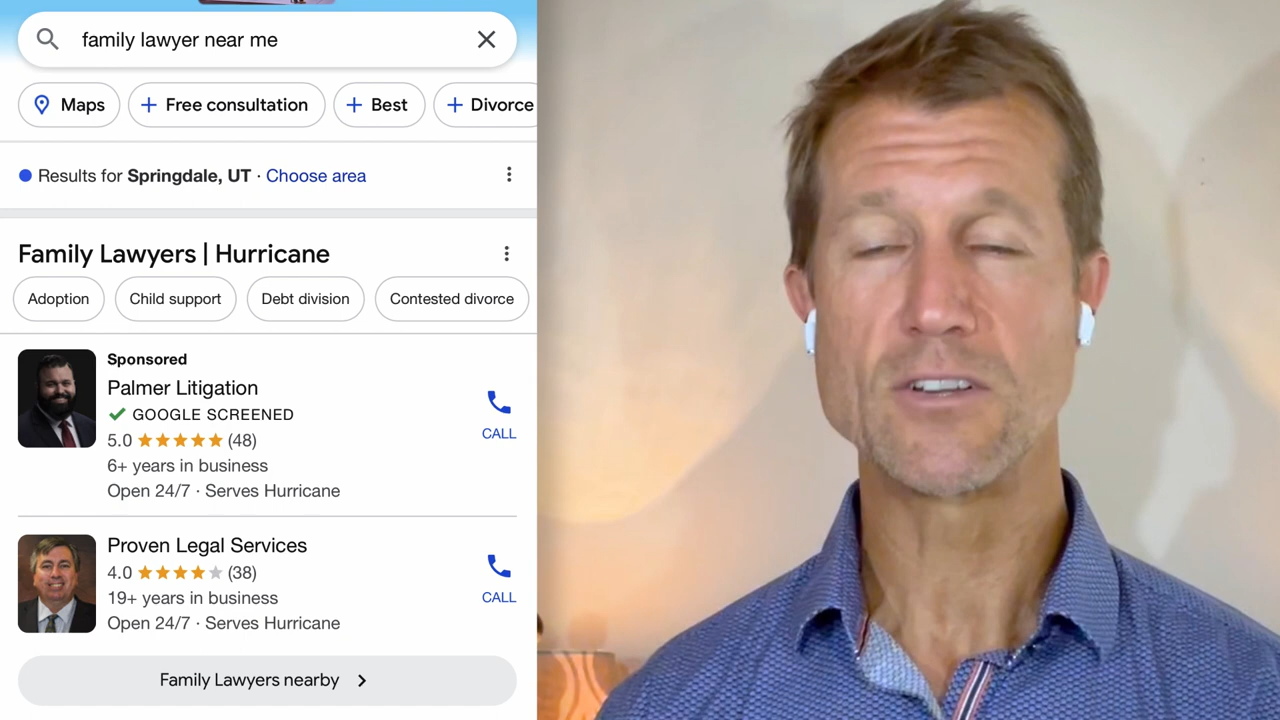 family lawyer near me
Maps
Free consultation
Best
Divorce
Results for Springdale, UT · Choose area
Family Lawyers | Hurricane
Adoption
Child support
Debt division
Contested divorce
Sponsored
Palmer Litigation
GOOGLE SCREENED
5.0 (48)
6+ years in business
Open 24/7 · Serves Hurricane
CALL
Proven Legal Services
4.0 (38)
19+ years in business
Open 24/7 · Serves Hurricane
CALL
Family Lawyers nearby